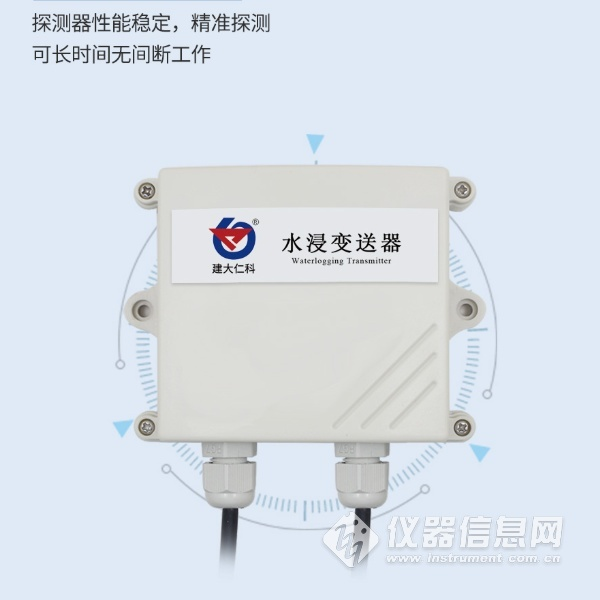 探测器性能稳定，精准探测
可长时间无间断工作
®
建大仁科
水浸变送器
Waterlogging Transmitter
仪器信息网
www.instrument.com.cn